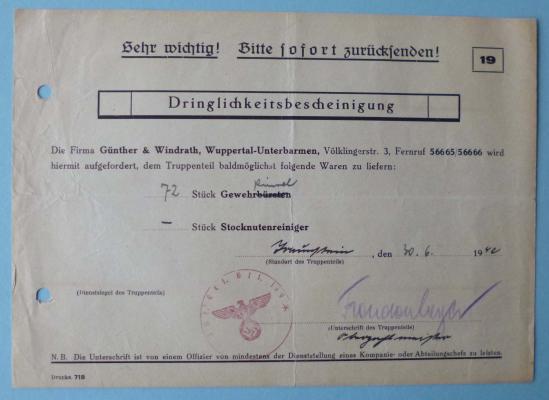 Sehr wichtig! Bitte sofort zurücksenden!
19
Dringlichkeitsbescheinigung
Die Firma Günther & Windrath, Wuppertal-Unterbarmen, Völklingerstr. 3, Fernruf 56665/56666 wird
hiermit aufgefordert, dem Truppenteil baldmöglichst folgende Waren zu liefern:
pinsel
72 Stück Gewehrbürsten
— Stück Stocknutenreiniger
Traunstein, den 30. 6. 1942
(Standort des Truppenteils)
(Dienstsiegel des Truppenteils)
(Unterschrift des Truppenteils)
N. B. Die Unterschrift ist von einem Offizier von mindestens der Dienststellung eines Kompanie- oder Abteilungschefs zu leisten.
Drucks. 718